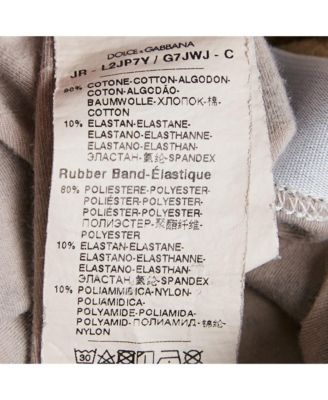 DOLCE & GABBANA
JR - L2JP7Y / G7JWJ - C
90% COTONE-COTTON-ALGODON-
COTON-ALGODÃO-
BAUMWOLLE-ХЛОПОК-棉
COTTON
10% ELASTAN-ELASTANE-
ELASTANO-ELASTHANNE-
ELASTANO-ELASTHAN-
ЭЛАСТАН-氨纶-SPANDEX
Rubber Band-Élastique
80% POLIESTERE-POLYESTER-
POLIÉSTER-POLYESTER-
POLIÉSTER-POLYESTER-
ПОЛИЭСТЕР-聚酯纤维-
POLYESTER
10% ELASTAN-ELASTANE-
ELASTANO-ELASTHANNE-
ELASTANO-ELASTHAN-
ЭЛАСТАН-氨纶-SPANDEX
10% POLIAMMIDICA-NYLON-
POLIAMIDICA-
POLYAMIDE-POLIAMIDA-
POLYAMID-ПОЛИАМИД-锦纶-
NYLON
30